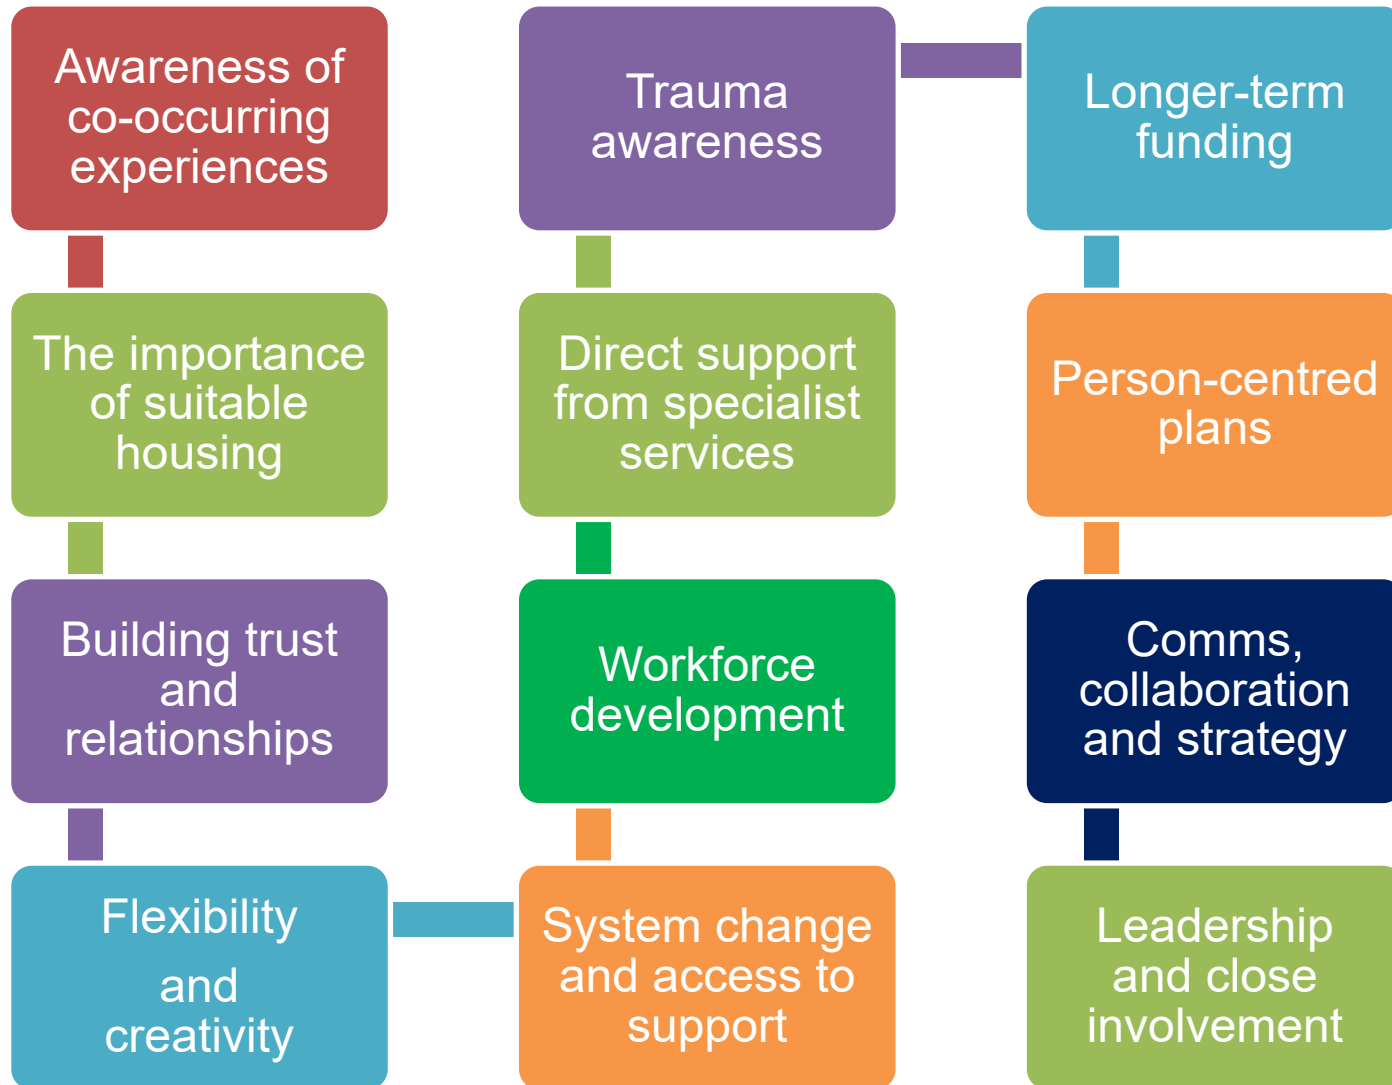 Awareness of
co-occurring
experiences
The importance
of suitable
housing
Building trust
and
relationships
Flexibility
and
creativity
System change
and access to
support
Workforce
development
Direct support
from specialist
services
Trauma
awareness
Longer-term
funding
Person-centred
plans
Comms,
collaboration
and strategy
Leadership
and close
involvement